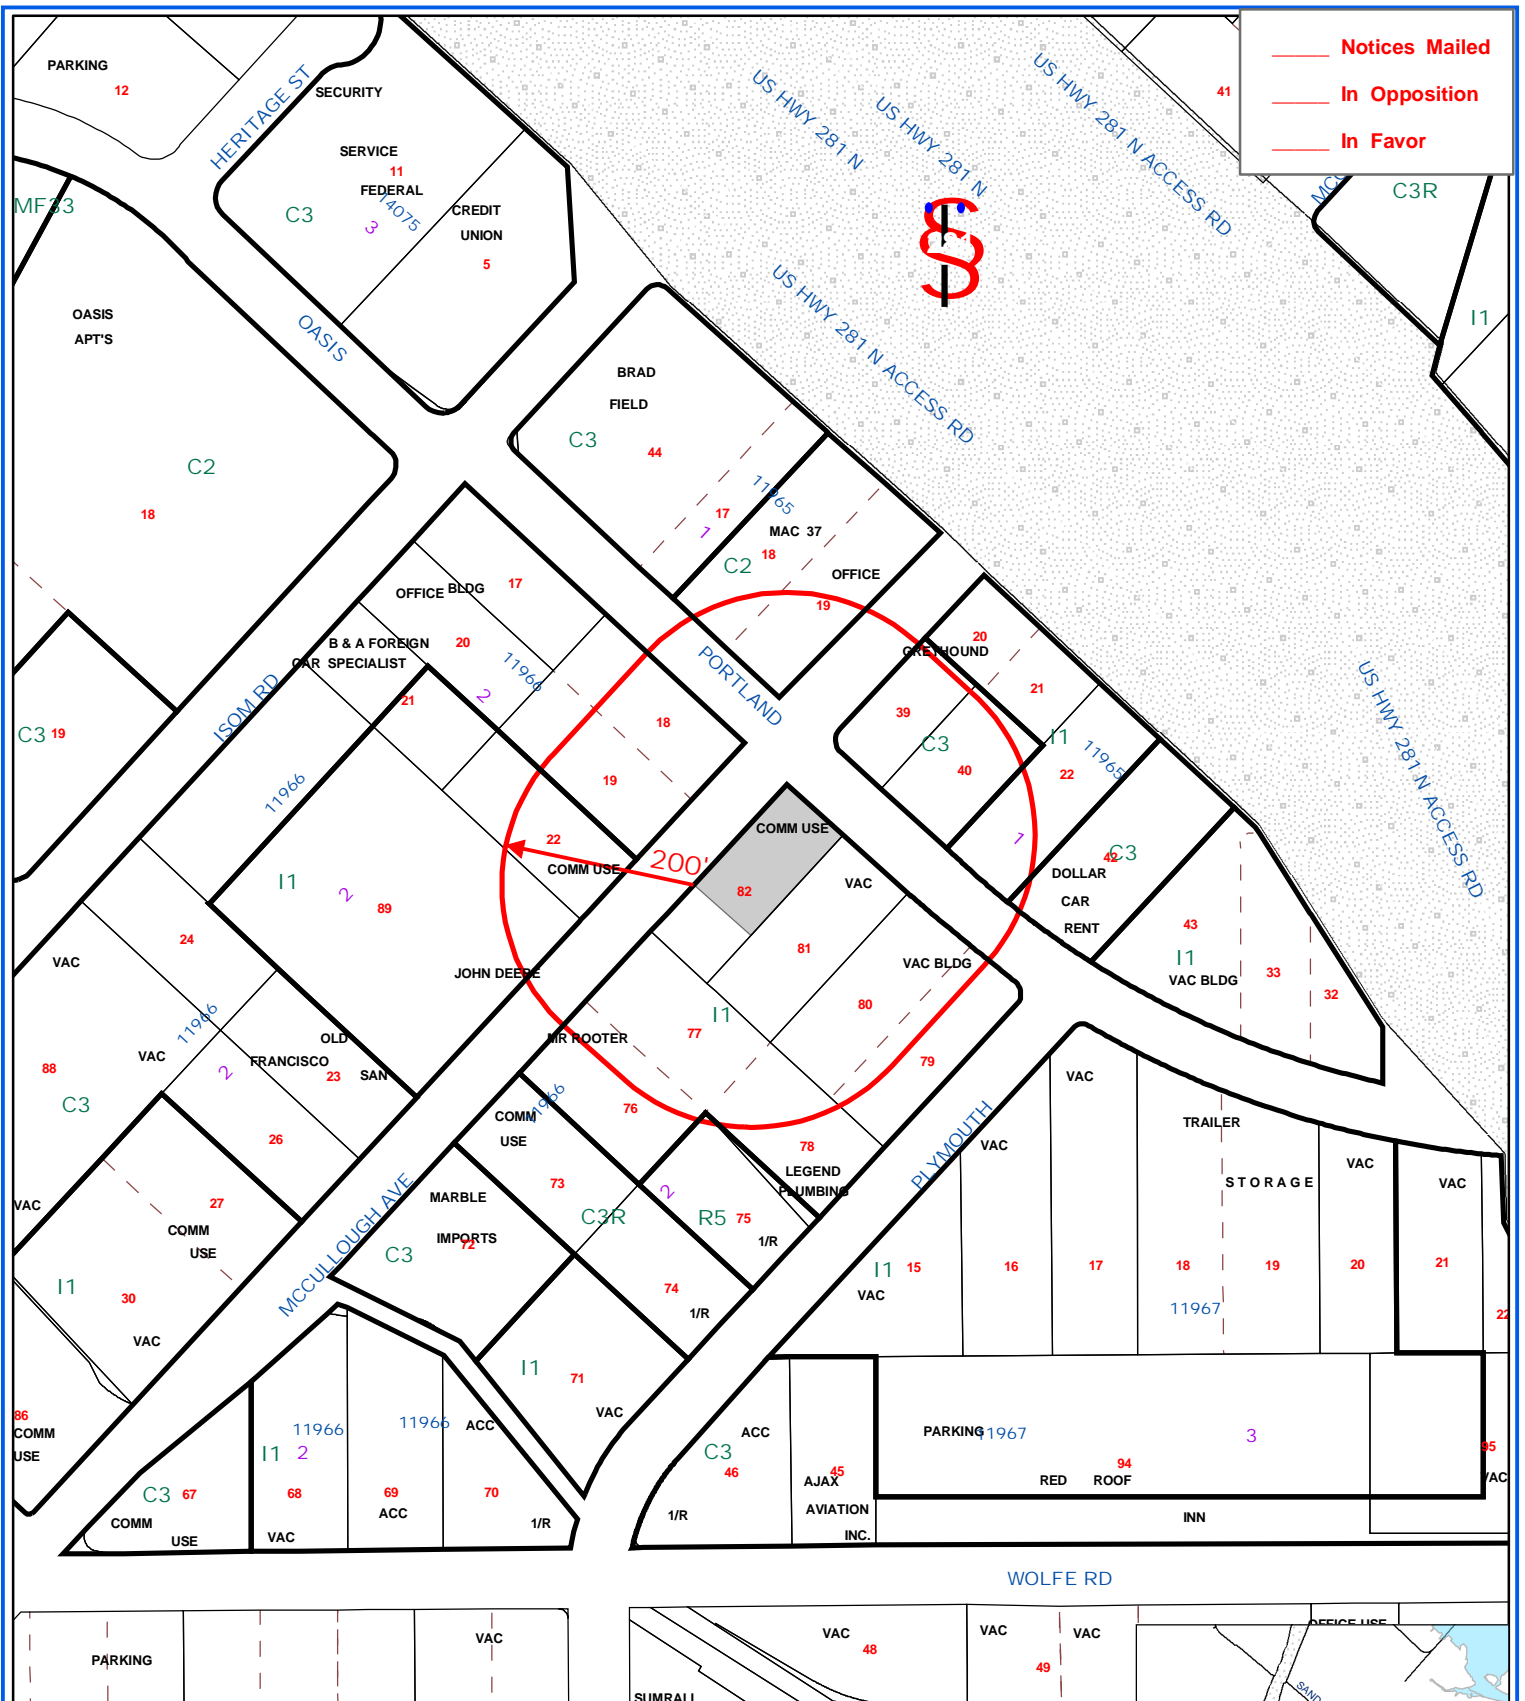 _____ Notices Mailed
_____ In Opposition
_____ In Favor
PARKING
12
HERITAGE ST
SECURITY
SERVICE
11
FEDERAL
14075
C3
3
CREDIT
UNION
5
US HWY 281 N
US HWY 281 N
US HWY 281 N ACCESS RD
US HWY 281 N ACCESS RD
US HWY 281 N ACCESS RD
41
C3R
I1
MF33
OASIS
APT'S
OASIS
C2
18
BRAD
FIELD
C3
44
17
1
11965
MAC 37
18
C2
OFFICE
19
OFFICE BLDG
17
20
B & A FOREIGN
CAR SPECIALIST
21
2
11966
ISOM RD
C3 19
PORTLAND
18
19
20
GREYHOUND
21
39
C3
40
I1
22
11965
1
42
C3
DOLLAR
CAR
RENT
43
I1
VAC BLDG
33
32
11966
I1
2
89
22
COMM USE
200'
COMM USE
82
VAC
81
VAC BLDG
80
79
I1
77
JOHN DEERE
MR ROOTER
76
78
LEGEND
PLUMBING
24
VAC
11966
VAC
88
C3
2
OLD
FRANCISCO
23
SAN
26
27
COMM
USE
VAC
I1
30
VAC
86
COMM
USE
MCCULLOUGH AVE
11966
COMM
USE
73
C3R
2
R5
75
1/R
MARBLE
IMPORTS
72
C3
74
1/R
I1
71
VAC
PLYMOUTH
VAC
VAC
TRAILER
STORAGE
VAC
VAC
I1
15
VAC
16
17
18
19
20
21
22
11967
C3
67
COMM
USE
11966
I1 2
68
VAC
11966
69
ACC
ACC
70
1/R
ACC
C3
46
1/R
45
AJAX
AVIATION
INC.
PARKING
11967
3
94
RED ROOF
INN
95
VAC
WOLFE RD
PARKING
VAC
SUMRALL
VAC
48
VAC
49
VAC
OFFICE USE